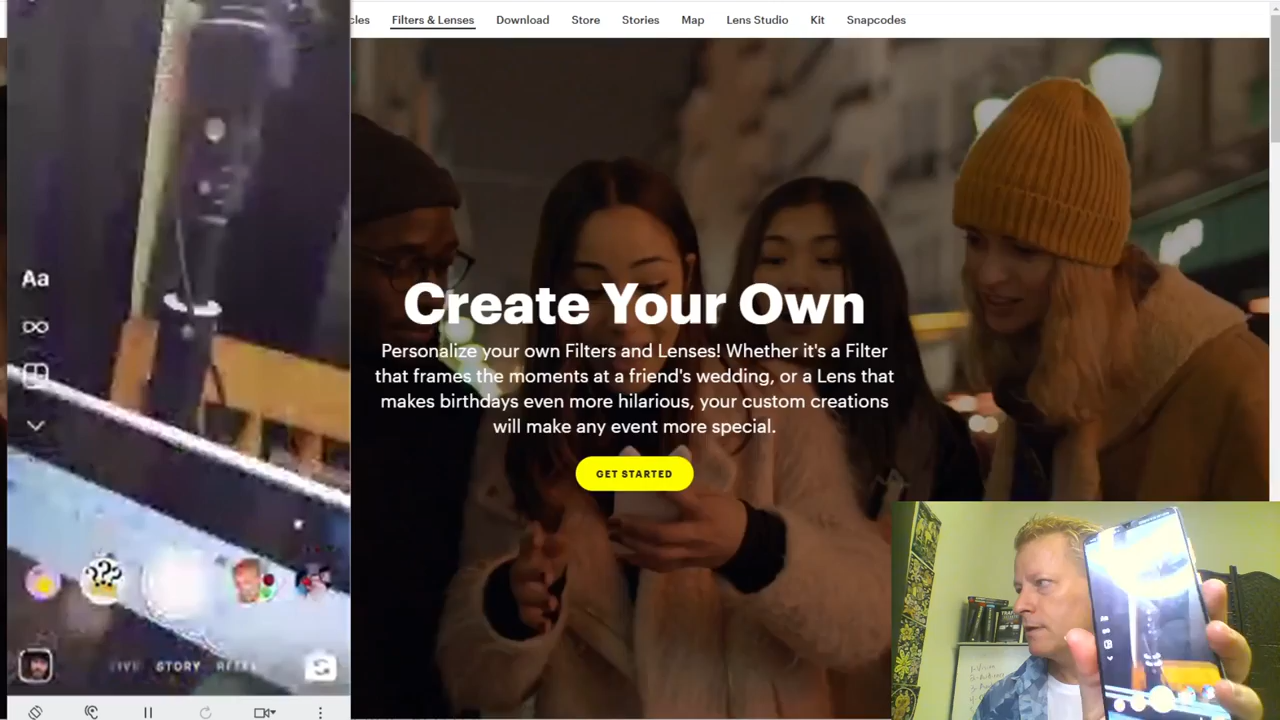 cles Filters & Lenses Download Store Stories Map Lens Studio Kit Snapcodes
Aa
Create Your Own
Personalize your own Filters and Lenses! Whether it's a Filter
that frames the moments at a friend's wedding, or a Lens that
makes birthdays even more hilarious, your custom creations
will make any event more special.
GET STARTED
???
LIVE STORY REELS